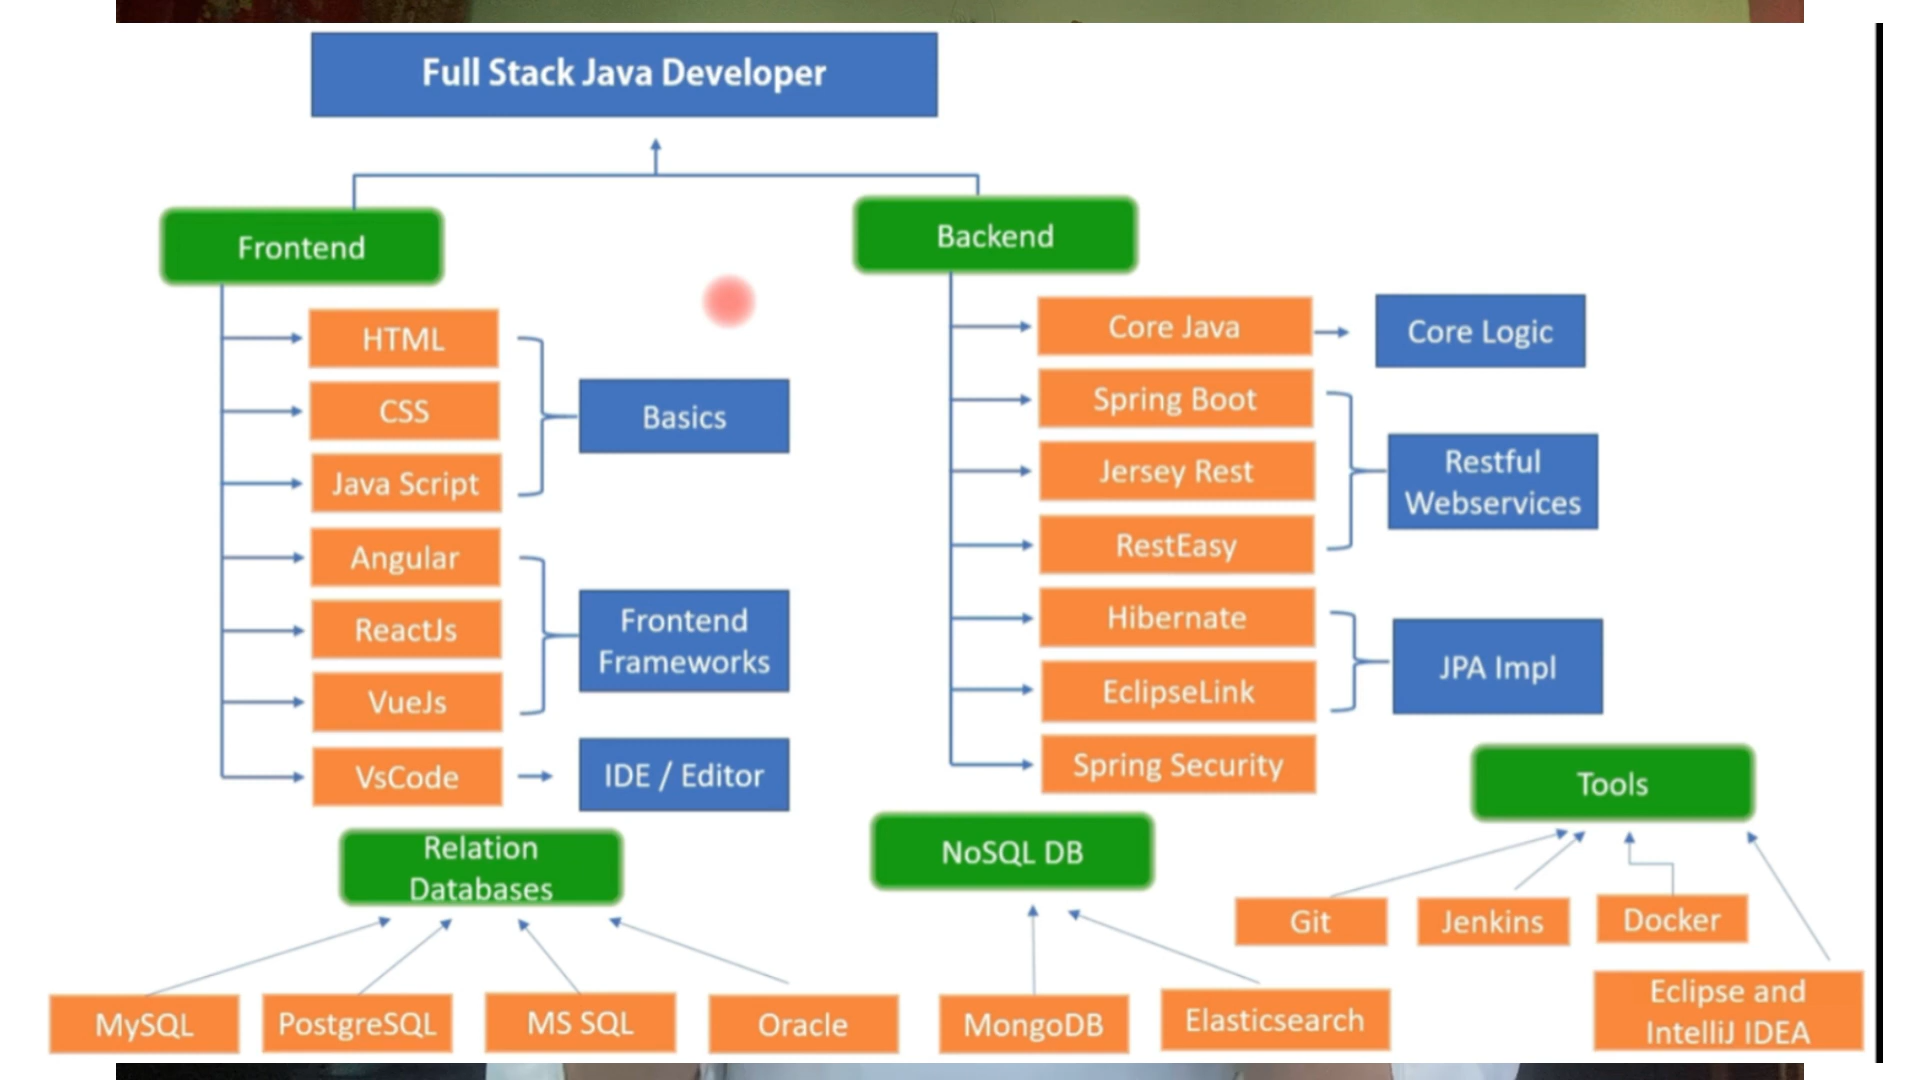 Full Stack Java Developer
Frontend
HTML
CSS
Java Script
Basics
Angular
ReactJs
VueJs
Frontend
Frameworks
VsCode
IDE / Editor
Backend
Core Java
Core Logic
Spring Boot
Jersey Rest
RestEasy
Restful
Webservices
Hibernate
EclipseLink
JPA Impl
Spring Security
Relation
Databases
MySQL
PostgreSQL
MS SQL
Oracle
NoSQL DB
MongoDB
Elasticsearch
Tools
Git
Jenkins
Docker
Eclipse and
IntelliJ IDEA